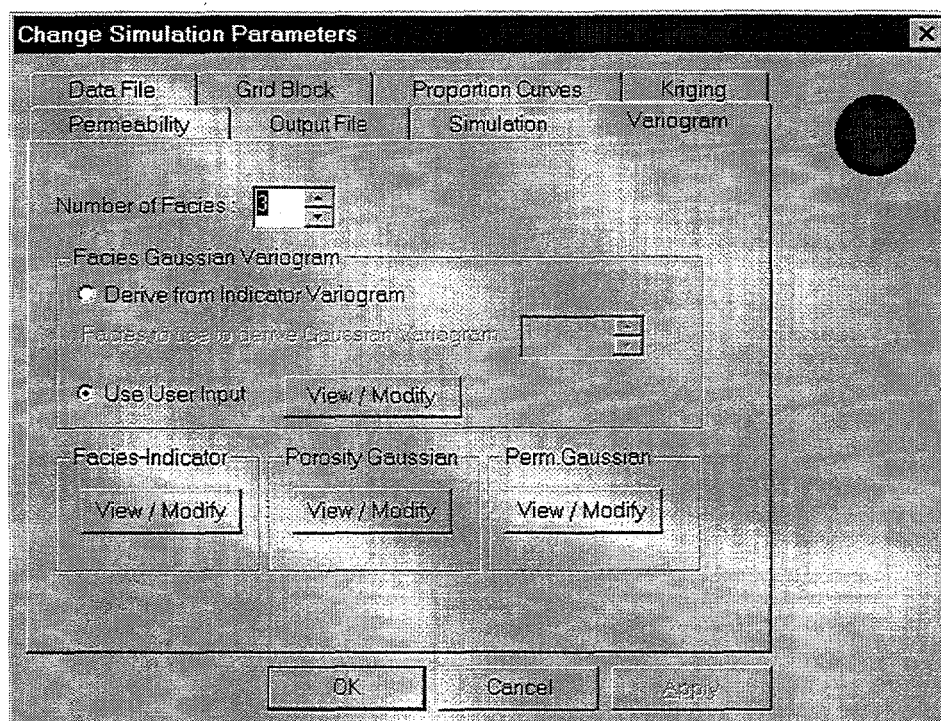 Change Simulation Parameters
Data File Grid Block Proportion Curves Kriging
Permeability Output File Simulation Variogram
Number of Facies : 3
Facies Gaussian Variogram
Derive from Indicator Variogram
Facies to use to derive Gaussian Variogram
Use User Input View / Modify
Facies-Indicator Porosity Gaussian Perm.Gaussian
View / Modify View / Modify View / Modify
OK Cancel Apply